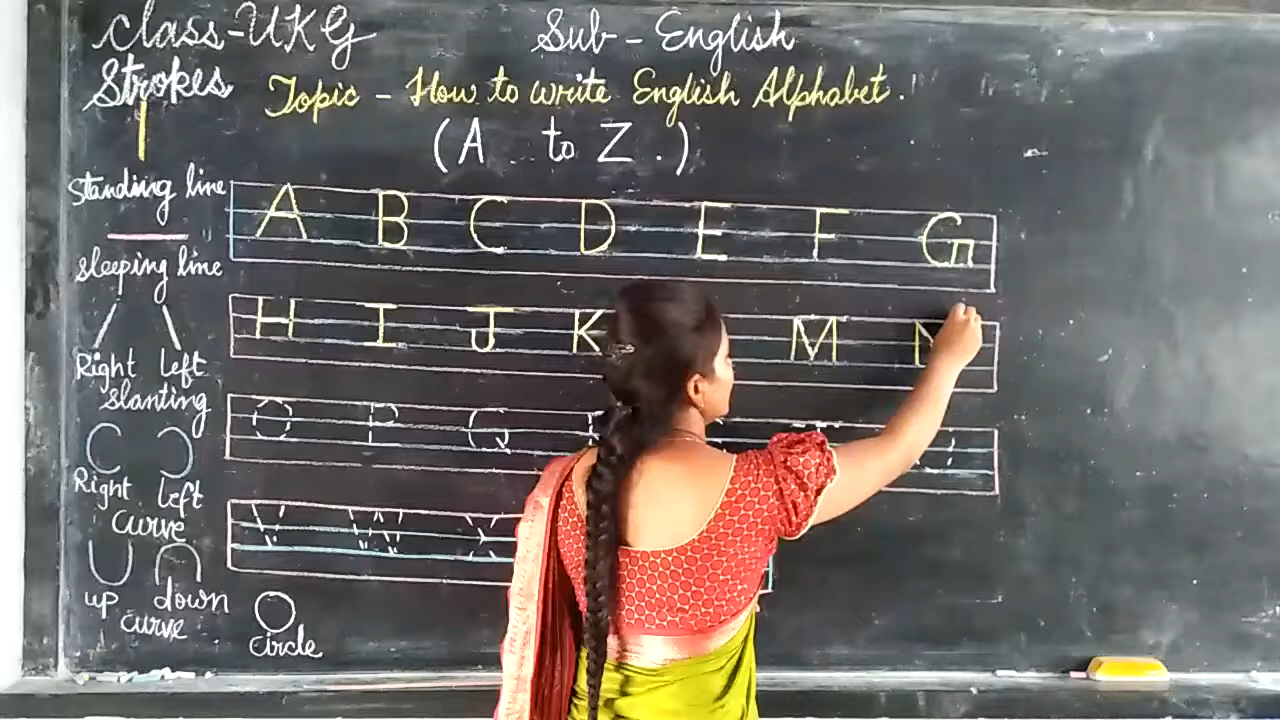 Class-UKG Sub - English
Strokes Topic - How to write English Alphabet.
(A to Z.)
Standing line
A B C D E F G
sleeping line
H I J K M N
Right left
slanting
O P Q
Right left
curve
V W X
up down
curve
circle